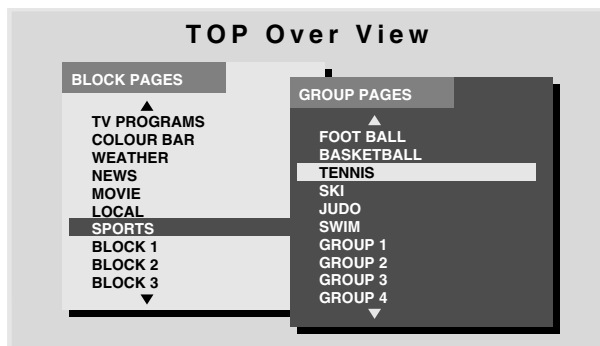 TOP Over View
BLOCK PAGES
TV PROGRAMS
COLOUR BAR
WEATHER
NEWS
MOVIE
LOCAL
SPORTS
BLOCK 1
BLOCK 2
BLOCK 3
GROUP PAGES
FOOT BALL
BASKETBALL
TENNIS
SKI
JUDO
SWIM
GROUP 1
GROUP 2
GROUP 3
GROUP 4